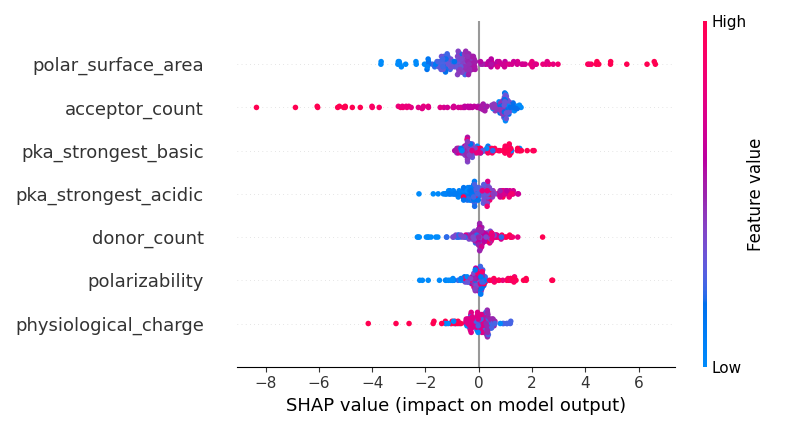 High
polar_surface_area
acceptor_count
pka_strongest_basic
pka_strongest_acidic
donor_count
polarizability
physiological_charge
Feature value
Low
−8 −6 −4 −2 0 2 4 6
SHAP value (impact on model output)